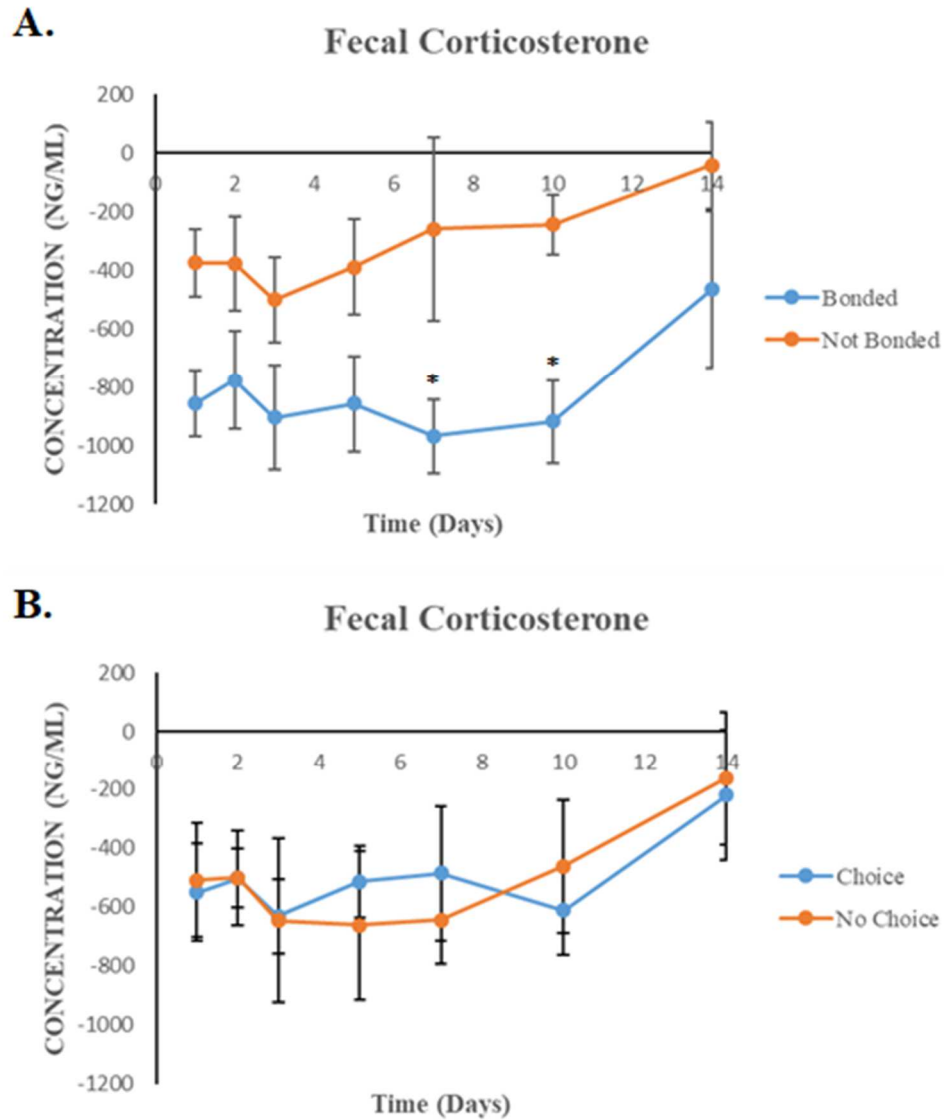 A.
Fecal Corticosterone
200
0
-200
-400
-600
-800
-1000
-1200
0 2 4 6 8 10 12 14
CONCENTRATION (NG/ML)
* *
Time (Days)
Bonded
Not Bonded
B.
Fecal Corticosterone
200
0
-200
-400
-600
-800
-1000
-1200
0 2 4 6 8 10 12 14
CONCENTRATION (NG/ML)
Time (Days)
Choice
No Choice